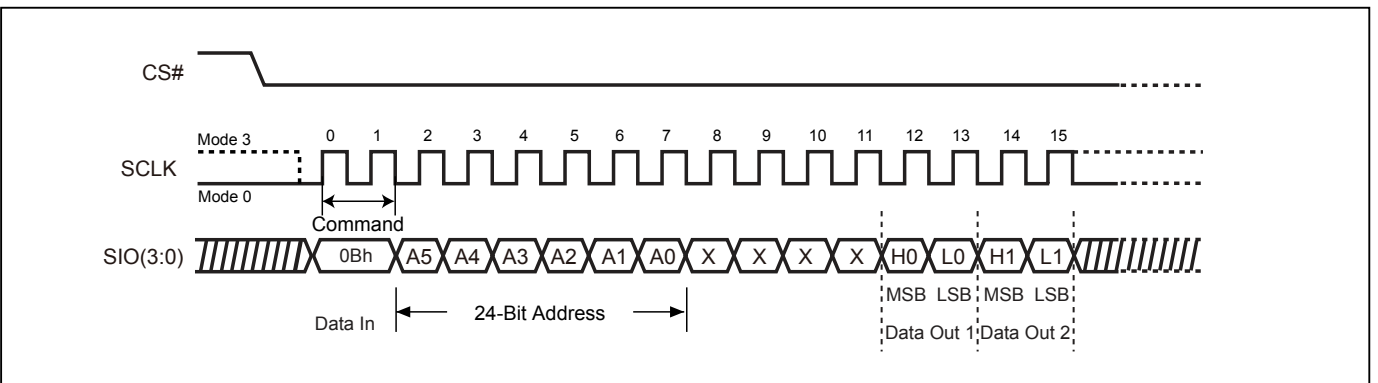 CS#
Mode 3
0 1 2 3 4 5 6 7 8 9 10 11 12 13 14 15
SCLK
Mode 0
Command
SIO(3:0) 0Bh A5 A4 A3 A2 A1 A0 X X X X H0 L0 H1 L1
MSB LSB MSB LSB
Data In 24-Bit Address
Data Out 1 Data Out 2